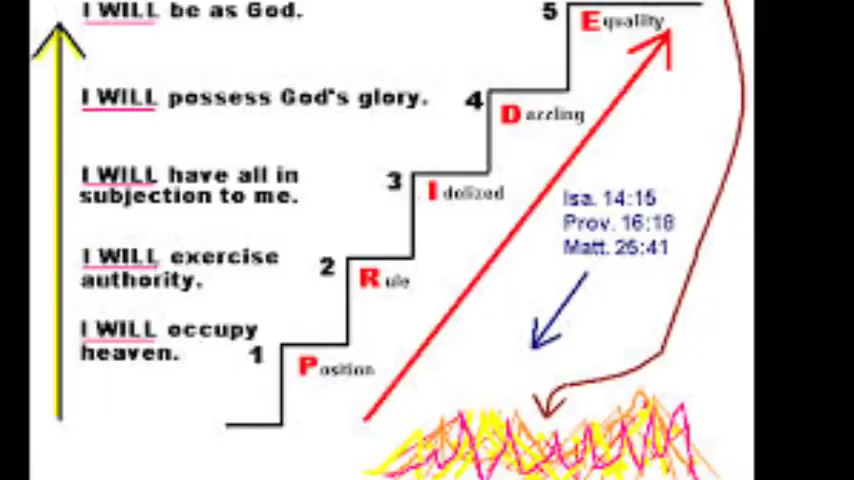 I WILL be as God.
5
Equality
I WILL possess God's glory.
4
Dazzling
I WILL have all in
subjection to me.
3
Idolized
Isa. 14:15
Prov. 16:18
Matt. 25:41
I WILL exercise
authority.
2
Rule
I WILL occupy
heaven.
1
Position